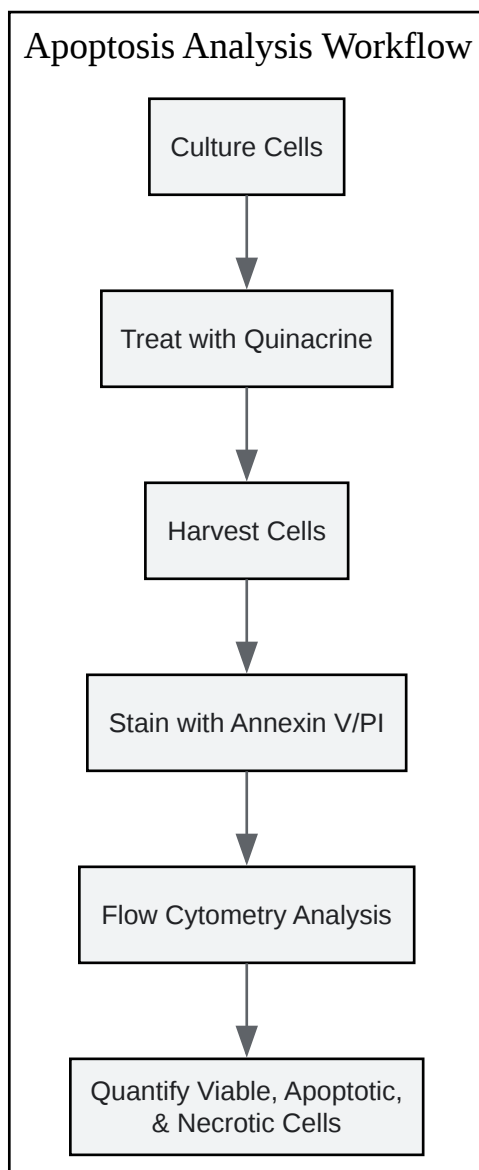 Apoptosis Analysis Workflow
Culture Cells
Treat with Quinacrine
Harvest Cells
Stain with Annexin V/PI
Flow Cytometry Analysis
Quantify Viable, Apoptotic,
& Necrotic Cells